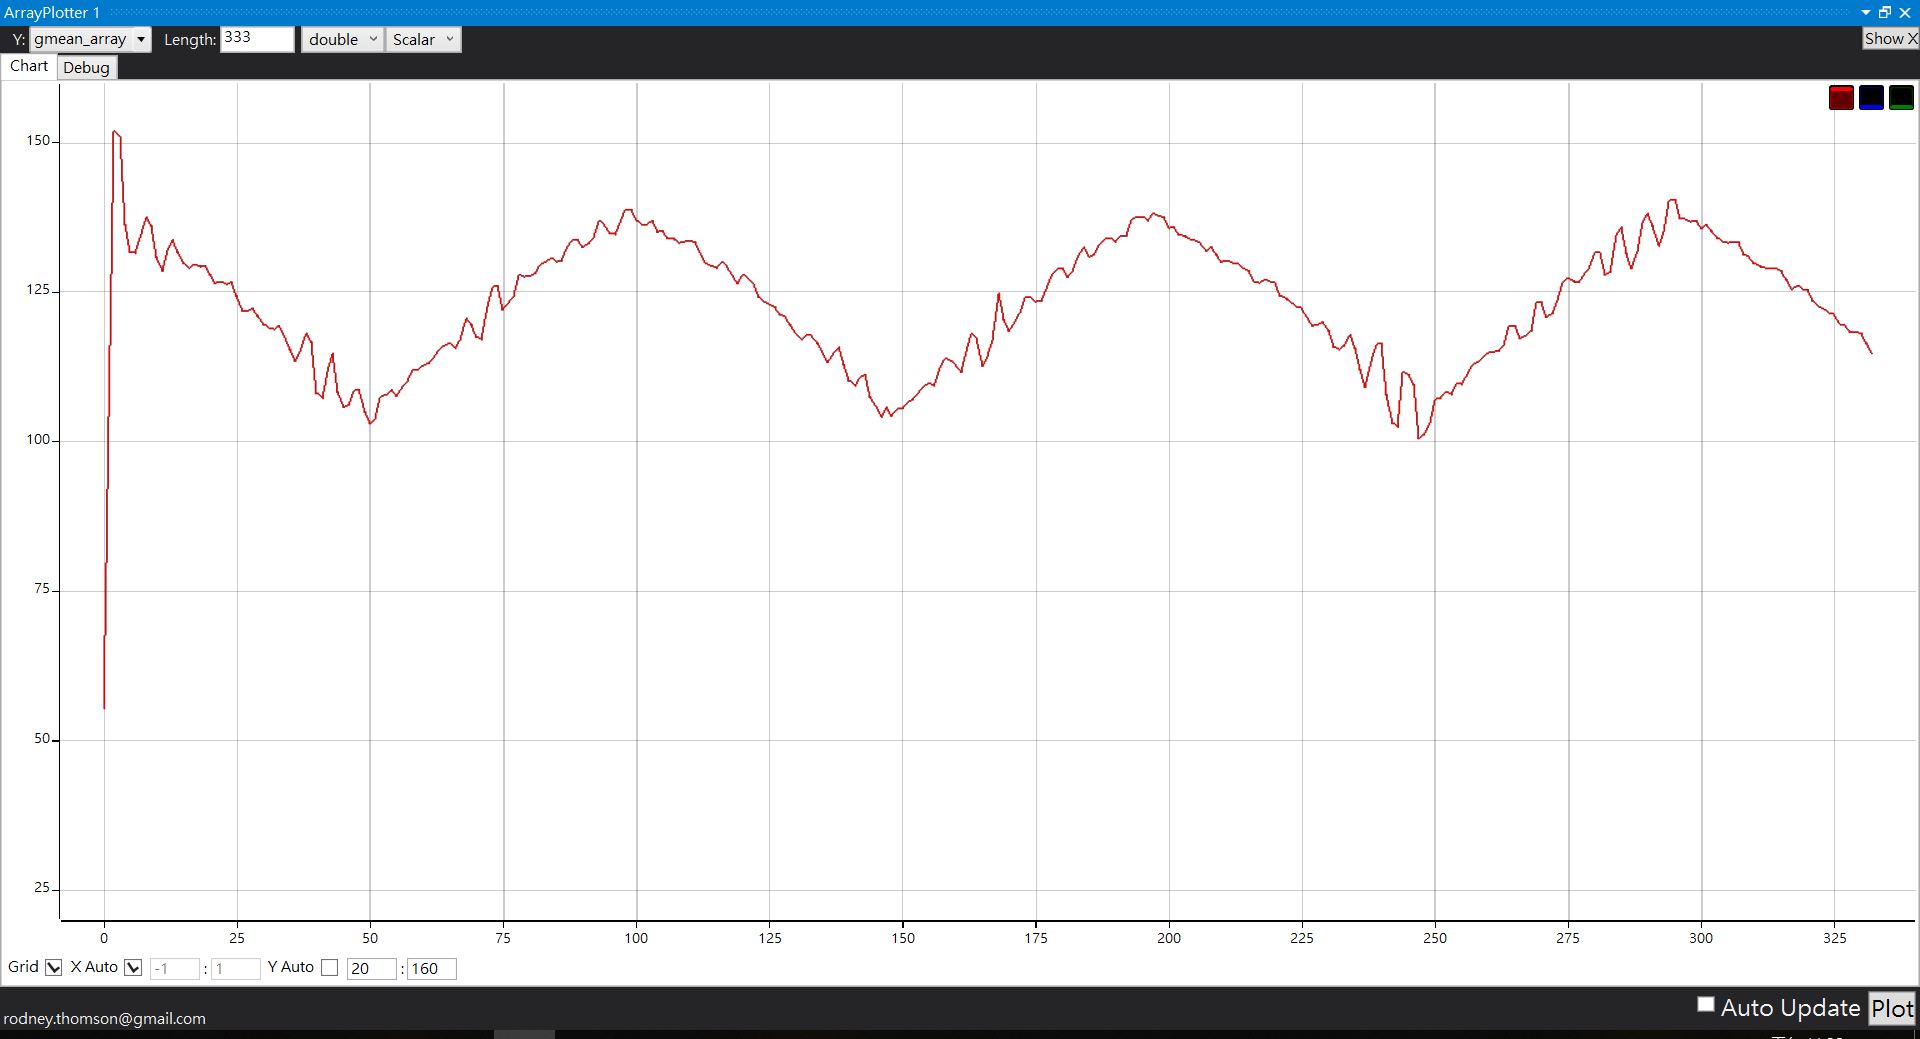 ArrayPlotter 1
Y: gmean_array Length: 333 double Scalar Show X
Chart Debug
150
125
100
75
50
25
0 25 50 75 100 125 150 175 200 225 250 275 300 325
Grid X Auto -1 : 1 Y Auto 20 : 160
Auto Update Plot
rodney.thomson@gmail.com